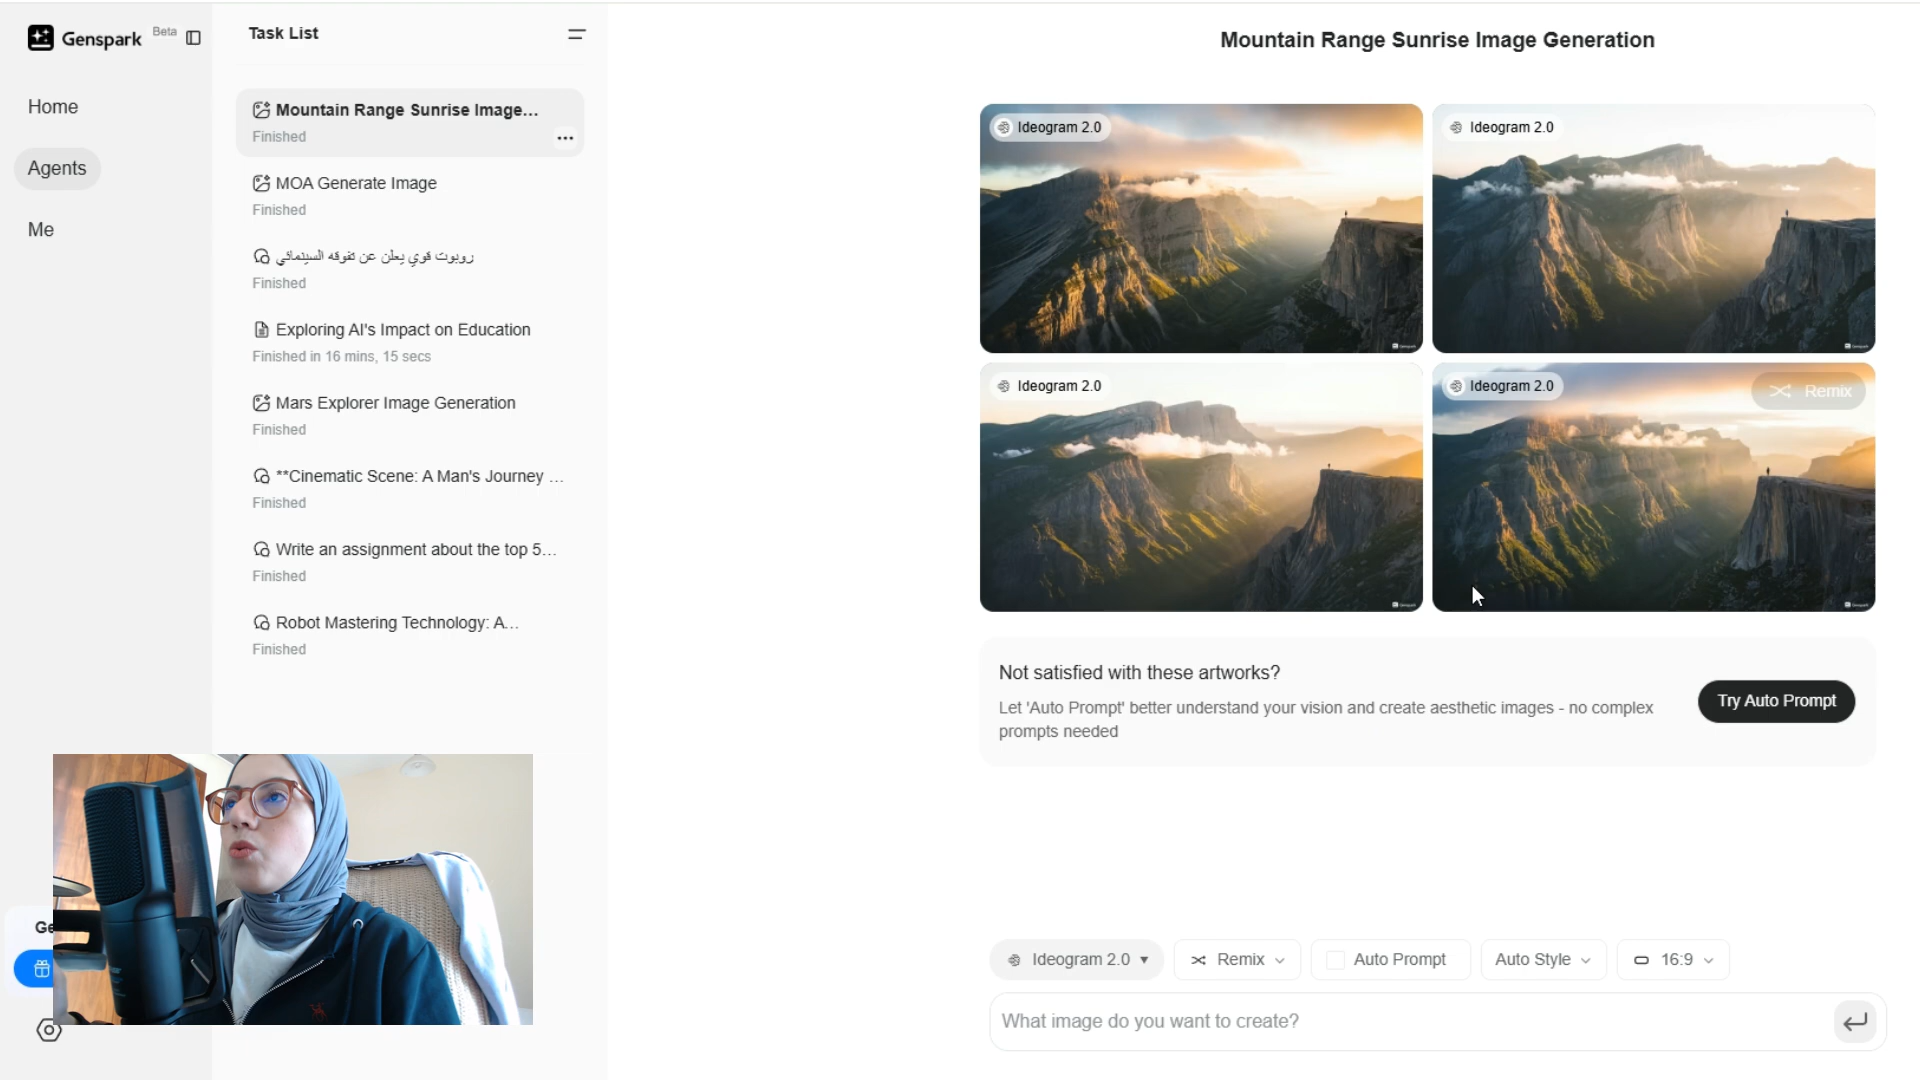 Genspark Beta
Home
Agents
Me
Task List
Mountain Range Sunrise Image...
Finished
MOA Generate Image
Finished
روبوت قوي يعلن عن تفوقه السينمائي
Finished
Exploring AI's Impact on Education
Finished in 16 mins, 15 secs
Mars Explorer Image Generation
Finished
**Cinematic Scene: A Man's Journey ...
Finished
Write an assignment about the top 5...
Finished
Robot Mastering Technology: A...
Finished
Ge
Mountain Range Sunrise Image Generation
Ideogram 2.0
Ideogram 2.0
Ideogram 2.0
Ideogram 2.0
Remix
Not satisfied with these artworks?
Let 'Auto Prompt' better understand your vision and create aesthetic images - no complex
prompts needed
Try Auto Prompt
Ideogram 2.0
Remix
Auto Prompt
Auto Style
16:9
What image do you want to create?